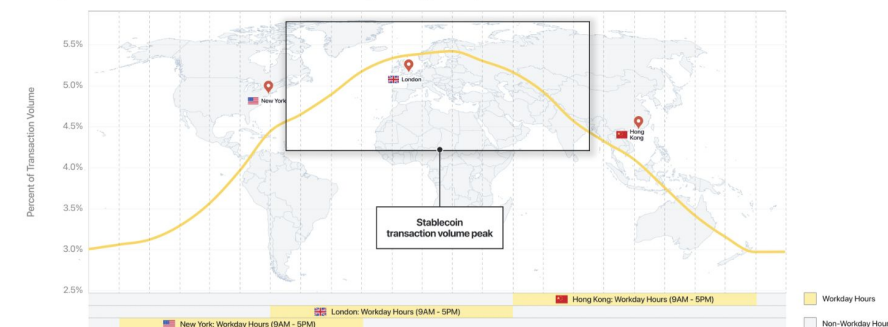 Percent of Transaction Volume
5.5%
5.0%
4.5%
4.0%
3.5%
3.0%
2.5%
New York
London
Hong
Kong
Stablecoin
transaction volume peak
Hong Kong: Workday Hours (9AM - 5PM)
London: Workday Hours (9AM - 5PM)
New York: Workday Hours (9AM - 5PM)
Workday Hours
Non-Workday Hour